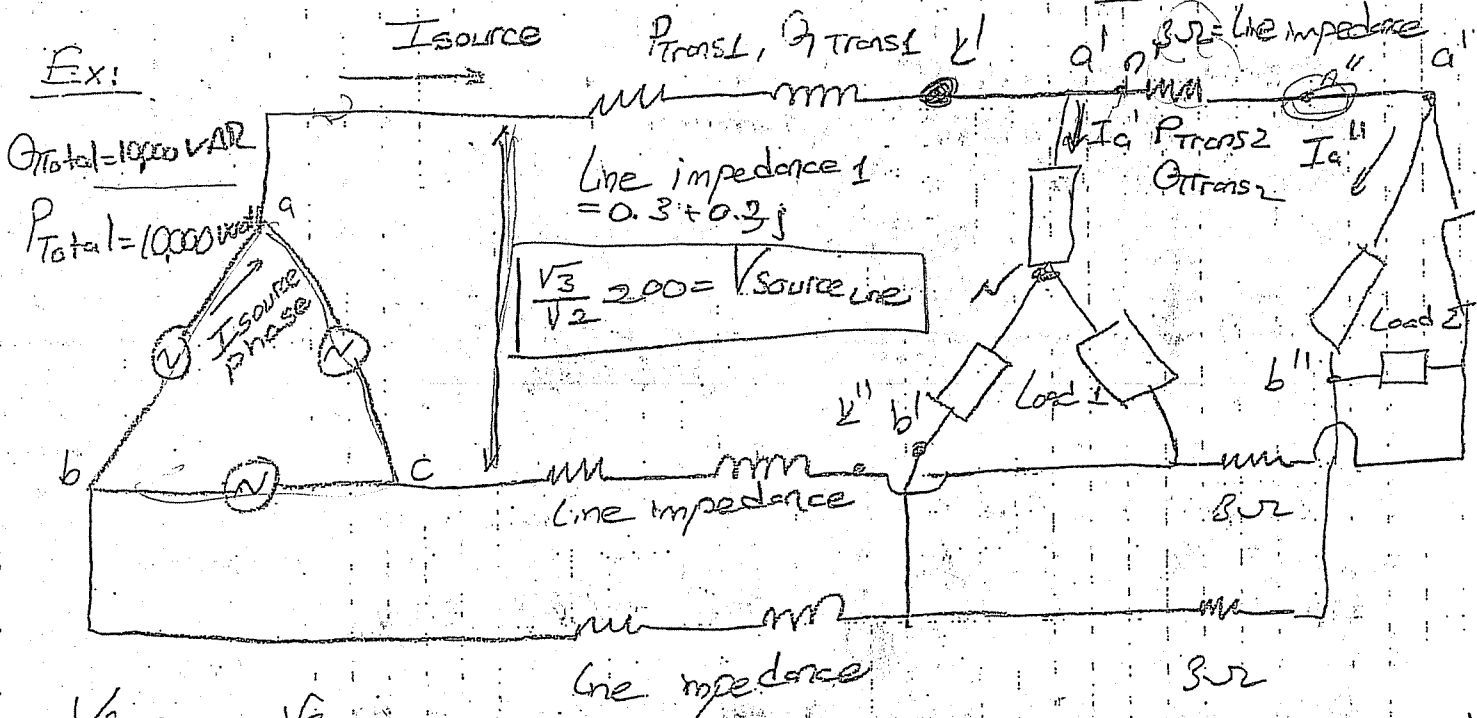 Ex:
Isource
PTrans1, QTrans1
k'
a'
3Ω = Line impedance
a'
QTotal=10,000 VAR
PTotal=10,000 watt
a
Line impedance 1
= 0.3 + 0.3j
Ia'
PTrans2
QTrans2
Ia"
Isource
phase
√3/√2 200 = Vsource Line
N
Load 1
Load 2
k"
b'
b"
b
c
Line impedance
3Ω
Line impedance
3Ω